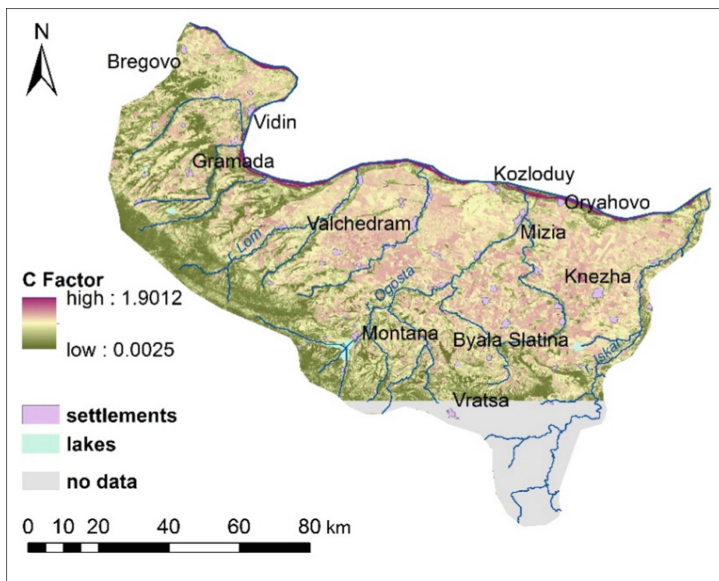 N
Bregovo
Vidin
Gramada
Kozloduy
Oryahovo
Valchedram
Mizia
Lom
Knezha
C Factor
high : 1.9012
r. Ogosta
low : 0.0025
Montana
Byala Slatina
r. Iskar
Vratsa
settlements
lakes
no data
0 10 20 40 60 80 km